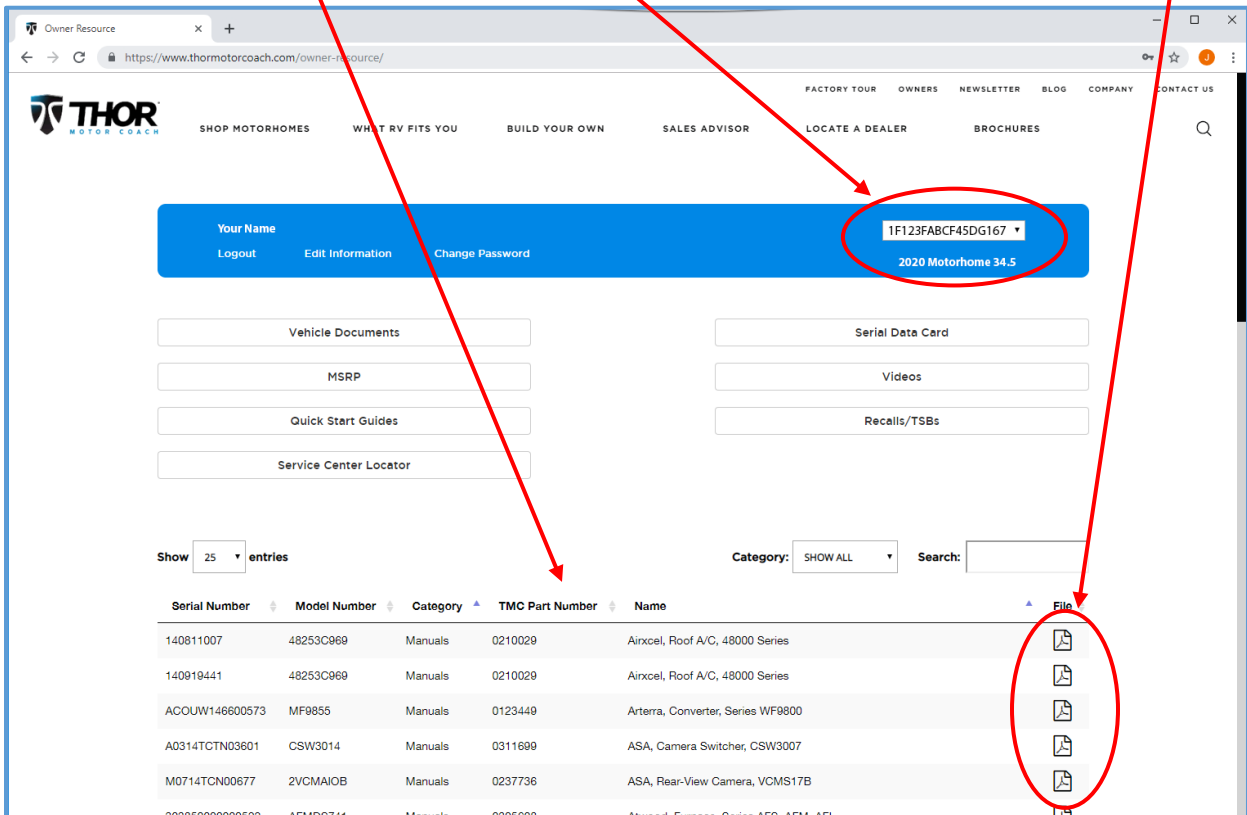 Owner Resource
https://www.thormotorcoach.com/owner-resource/
J
FACTORY TOUR OWNERS NEWSLETTER BLOG COMPANY CONTACT US
THOR
MOTOR COACH
SHOP MOTORHOMES WHAT RV FITS YOU BUILD YOUR OWN SALES ADVISOR LOCATE A DEALER BROCHURES
Your Name
1F123FABCF45DG167
Logout Edit Information Change Password
2020 Motorhome 34.5
Vehicle Documents Serial Data Card
MSRP Videos
Quick Start Guides Recalls/TSBs
Service Center Locator
Show 25 entries Category: SHOW ALL Search:
Serial Number Model Number Category TMC Part Number Name File
140811007 48253C969 Manuals 0210029 Airxcel, Roof A/C, 48000 Series
140919441 48253C969 Manuals 0210029 Airxcel, Roof A/C, 48000 Series
ACOUW146600573 MF9855 Manuals 0123449 Arterra, Converter, Series WF9800
A0314TCTN03601 CSW3014 Manuals 0311699 ASA, Camera Switcher, CSW3007
M0714TCN00677 2VCMAIOB Manuals 0237736 ASA, Rear-View Camera, VCMS17B